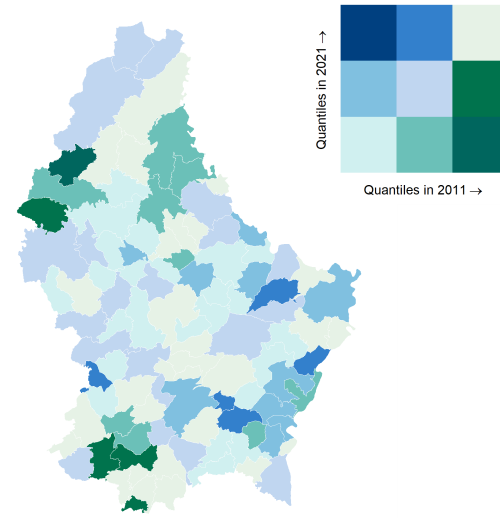 Quantiles in 2021 →
Quantiles in 2011 →